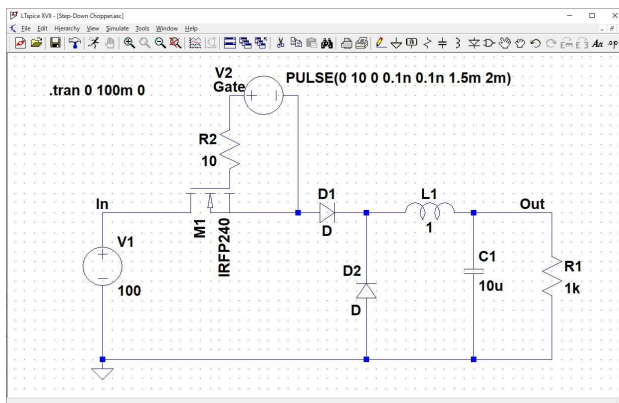 LTspice XVII - [Step-Down Chopper.asc]
File Edit Hierarchy View Simulate Tools Window Help
.tran 0 100m 0
V2
Gate
PULSE(0 10 0 0.1n 0.1n 1.5m 2m)
R2
10
In
M1
IRFP240
D1
D
L1
1
Out
V1
100
D2
D
C1
10u
R1
1k